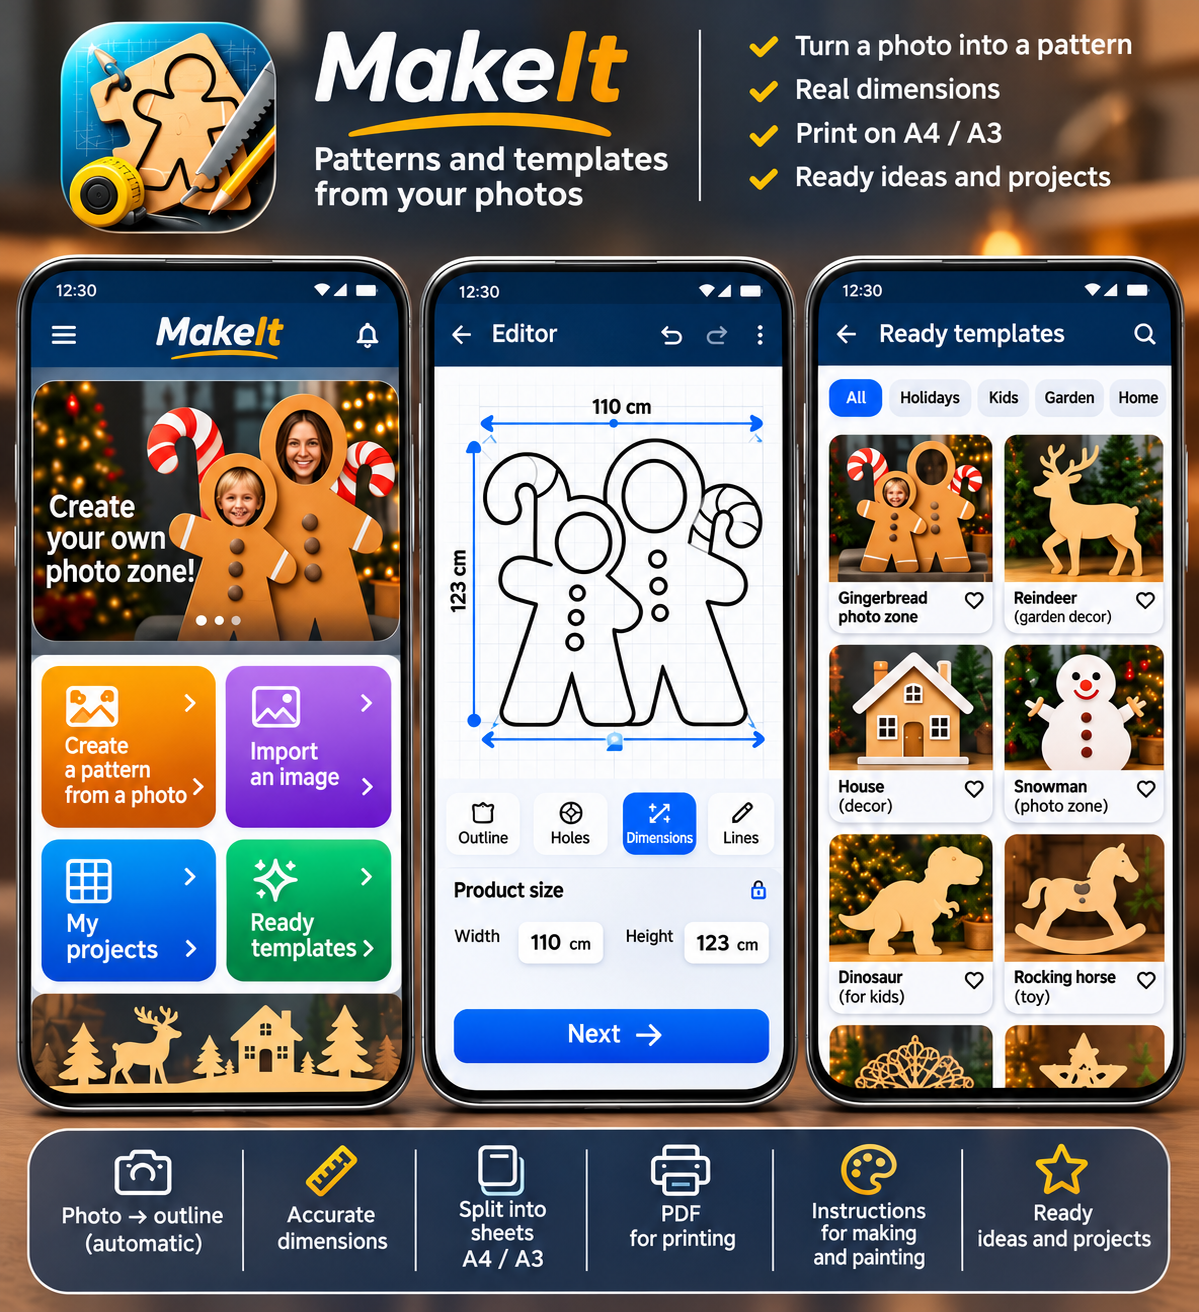 MakeIt
Patterns and templates
from your photos
Turn a photo into a pattern
Real dimensions
Print on A4 / A3
Ready ideas and projects
12:30
MakeIt
Create
your own
photo zone!
Create
a pattern
from a photo
Import
an image
My
projects
Ready
templates
12:30
Editor
110 cm
123 cm
Outline
Holes
Dimensions
Lines
Product size
Width
110 cm
Height
123 cm
Next →
12:30
Ready templates
All
Holidays
Kids
Garden
Home
Gingerbread
photo zone
Reindeer
(garden decor)
House
(decor)
Snowman
(photo zone)
Dinosaur
(for kids)
Rocking horse
(toy)
Photo → outline
(automatic)
Accurate
dimensions
Split into
sheets
A4 / A3
PDF
for printing
Instructions
for making
and painting
Ready
ideas and projects